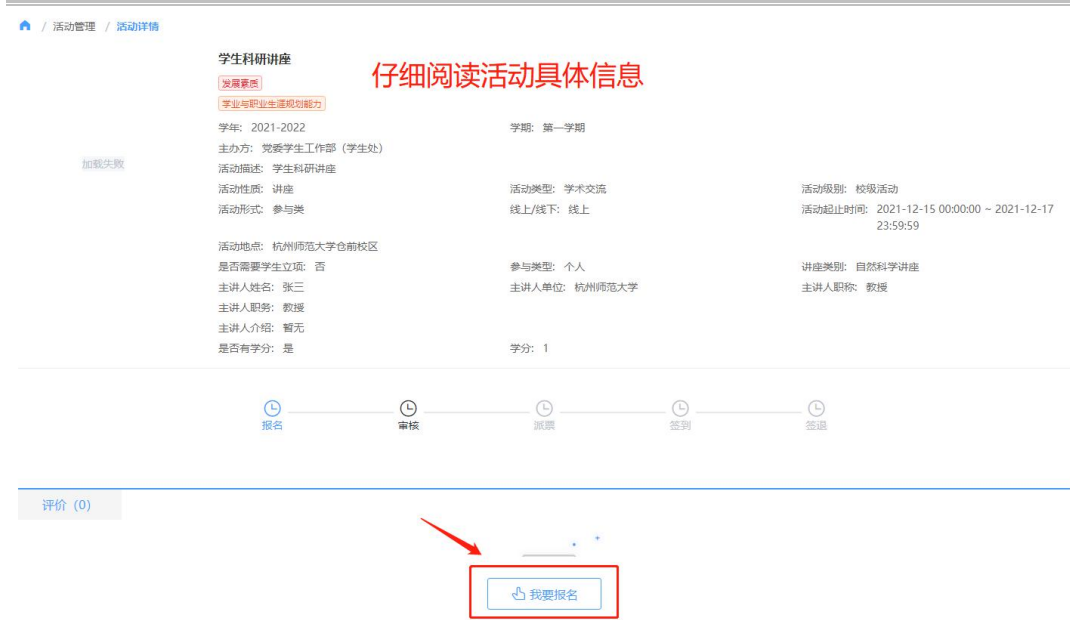 / 活动管理 / 活动详情
学生科研讲座
仔细阅读活动具体信息
发展素质
学业与职业生涯规划能力
学年: 2021-2022 学期: 第一学期
主办方: 党委学生工作部（学生处）
加载失败
活动描述: 学生科研讲座
活动性质: 讲座 活动类型: 学术交流 活动级别: 校级活动
活动形式: 参与类 线上/线下: 线上 活动起止时间: 2021-12-15 00:00:00 ~ 2021-12-17
23:59:59
活动地点: 杭州师范大学仓前校区
是否需要学生立项: 否 参与类型: 个人 讲座类别: 自然科学讲座
主讲人姓名: 张三 主讲人单位: 杭州师范大学 主讲人职称: 教授
主讲人职务: 教授
主讲人介绍: 暂无
是否有学分: 是 学分: 1
报名 审核 派票 签到 签退
评价（0）
我要报名